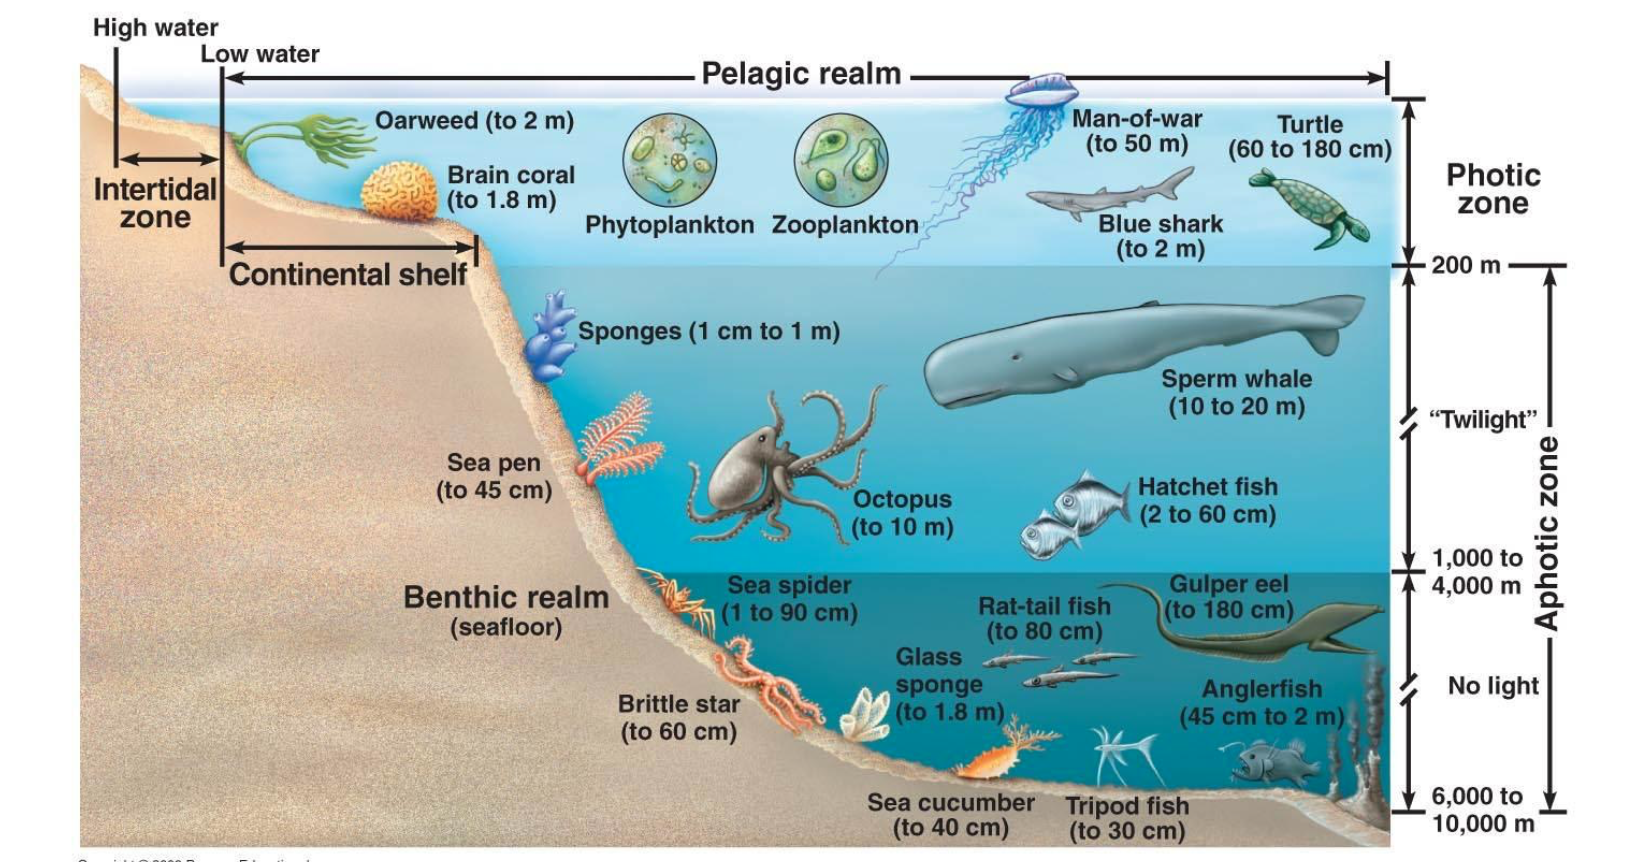 High water
Low water
Pelagic realm
Oarweed (to 2 m)
Man-of-war
(to 50 m)
Turtle
(60 to 180 cm)
Brain coral
(to 1.8 m)
Intertidal
zone
Photic
zone
Phytoplankton
Zooplankton
Blue shark
(to 2 m)
Continental shelf
200 m
Sponges (1 cm to 1 m)
Sperm whale
(10 to 20 m)
“Twilight”
Sea pen
(to 45 cm)
Octopus
(to 10 m)
Hatchet fish
(2 to 60 cm)
Aphotic zone
1,000 to
4,000 m
Benthic realm
(seafloor)
Sea spider
(1 to 90 cm)
Rat-tail fish
(to 80 cm)
Gulper eel
(to 180 cm)
Glass
sponge
(to 1.8 m)
Brittle star
(to 60 cm)
Anglerfish
(45 cm to 2 m)
No light
Sea cucumber
(to 40 cm)
Tripod fish
(to 30 cm)
6,000 to
10,000 m